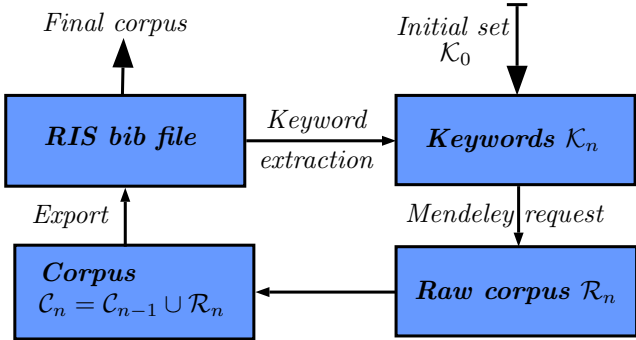 Final corpus
Initial set
𝒦₀
RIS bib file
Keyword
extraction
Keywords 𝒦ₙ
Export
Mendeley request
Corpus
𝒞ₙ = 𝒞ₙ₋₁ ∪ ℛₙ
Raw corpus ℛₙ